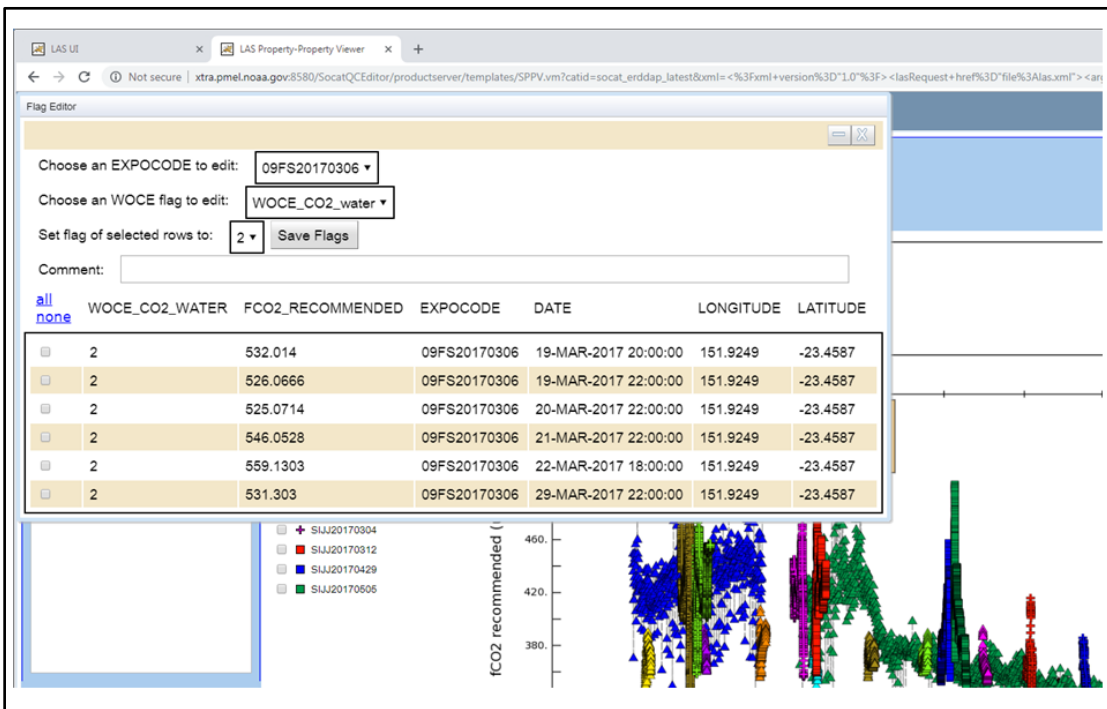 LAS UI
LAS Property-Property Viewer
Not secure | xtra.pmel.noaa.gov:8580/SocatQCEditor/productserver/templates/SPPV.vm?catid=socat_erddap_latest&xml=<%3Fxml+version%3D"1.0"%3F><lasRequest+href%3D"file%3Alas.xml"><ar
Flag Editor
Choose an EXPOCODE to edit: 09FS20170306
Choose an WOCE flag to edit: WOCE_CO2_water
Set flag of selected rows to: 2 Save Flags
Comment:
all
none WOCE_CO2_WATER FCO2_RECOMMENDED EXPOCODE DATE LONGITUDE LATITUDE
2 532.014 09FS20170306 19-MAR-2017 20:00:00 151.9249 -23.4587
2 526.0666 09FS20170306 19-MAR-2017 22:00:00 151.9249 -23.4587
2 525.0714 09FS20170306 20-MAR-2017 22:00:00 151.9249 -23.4587
2 546.0528 09FS20170306 21-MAR-2017 22:00:00 151.9249 -23.4587
2 559.1303 09FS20170306 22-MAR-2017 18:00:00 151.9249 -23.4587
2 531.303 09FS20170306 29-MAR-2017 22:00:00 151.9249 -23.4587
SIJJ20170304
SIJJ20170312
SIJJ20170429
SIJJ20170505
fCO2 recommended (
460.
420.
380.